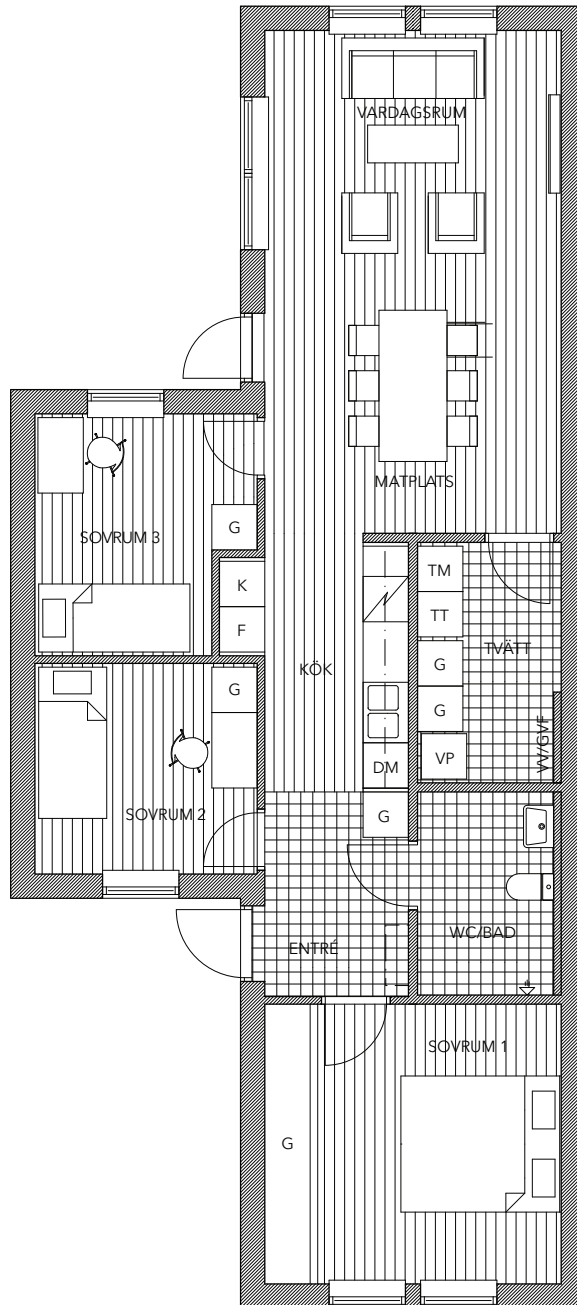 VARDAGSRUM
MATPLATS
G
SOVRUM 3
K
F
KÖK
TM
TT
TVÄTT
G
G
VP
VV/GVF
G
SOVRUM 2
DM
G
WC/BAD
ENTRÉ
SOVRUM 1
G